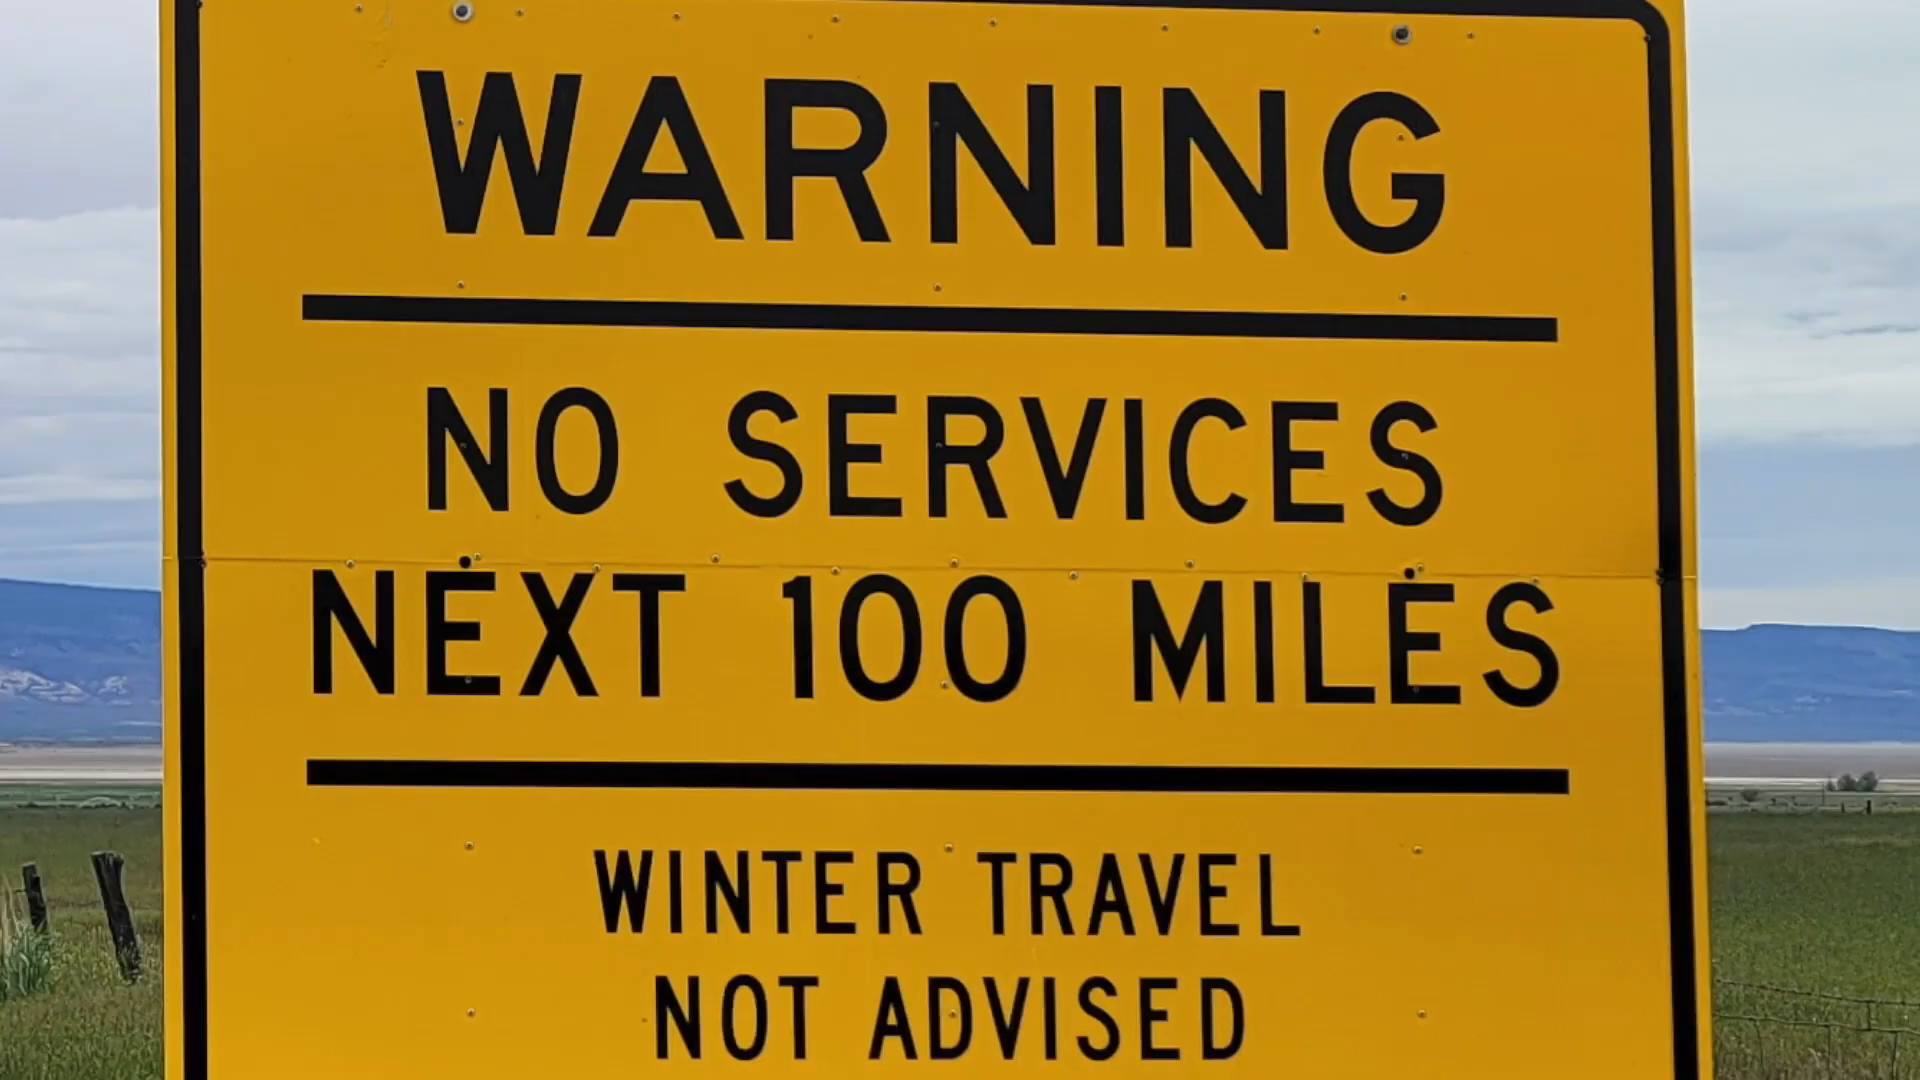 WARNING
NO SERVICES
NEXT 100 MILES
WINTER TRAVEL
NOT ADVISED